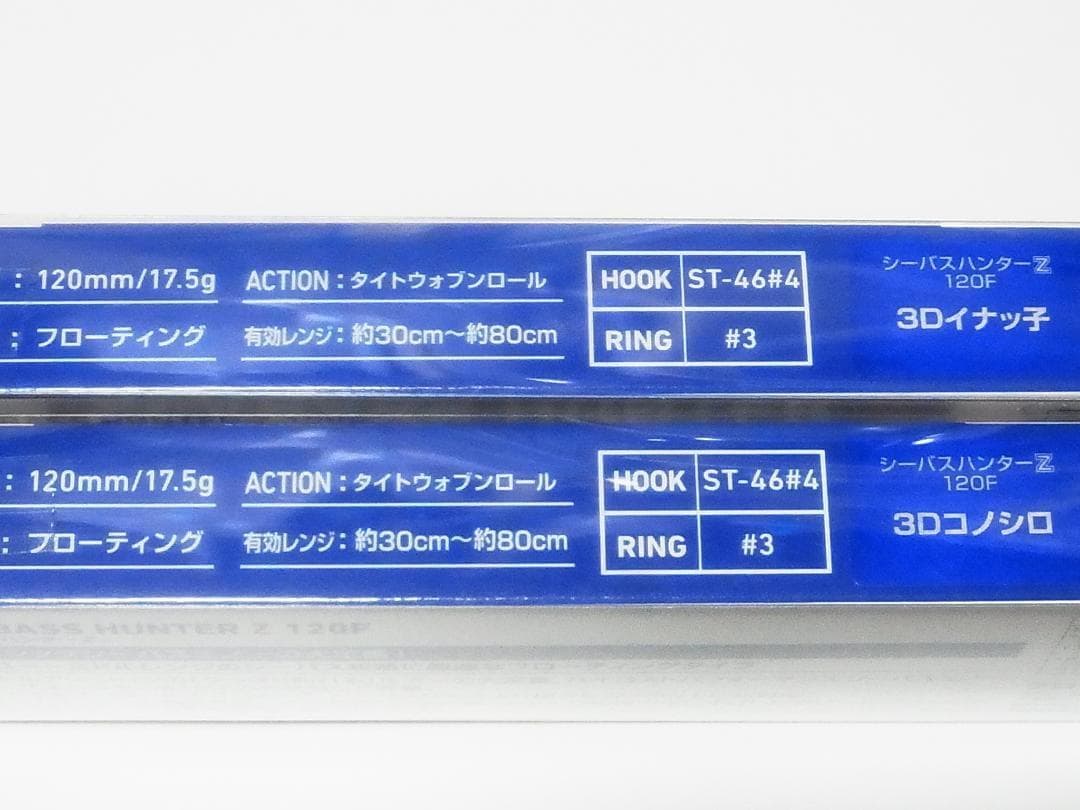 : 120mm/17.5g
: フローティング
ACTION : タイトウォブンロール
有効レンジ : 約30cm〜約80cm
HOOK ST-46#4
RING #3
シーバスハンターZ
120F
3Dイナッ子
: 120mm/17.5g
: フローティング
ACTION : タイトウォブンロール
有効レンジ : 約30cm〜約80cm
HOOK ST-46#4
RING #3
シーバスハンターZ
120F
3Dコノシロ
BASS HUNTER Z 120F